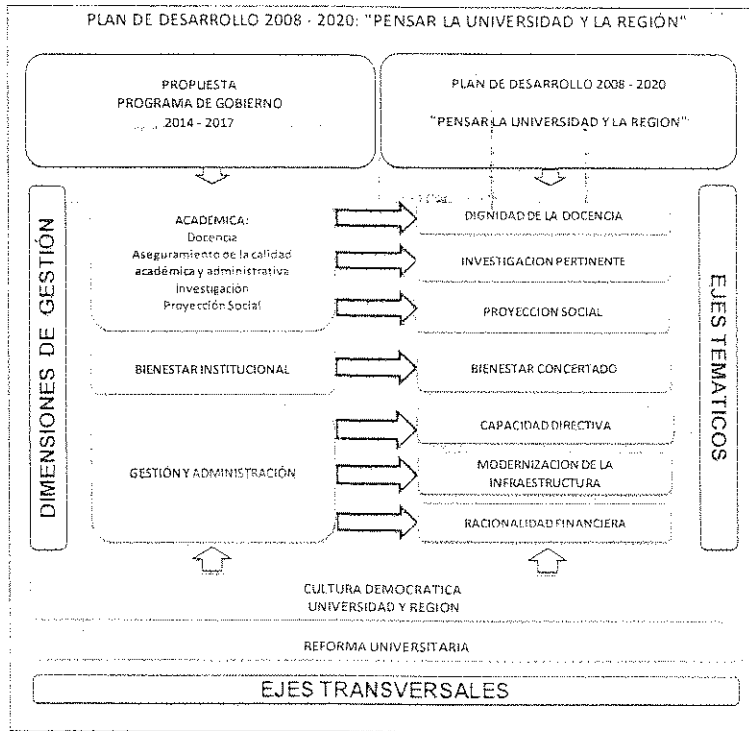 PLAN DE DESARROLLO 2008 - 2020: "PENSAR LA UNIVERSIDAD Y LA REGIÓN"
PROPUESTA
PROGRAMA DE GOBIERNO
2014 - 2017
PLAN DE DESARROLLO 2008 - 2020
"PENSAR LA UNIVERSIDAD Y LA REGION"
DIMENSIONES DE GESTIÓN
ACADEMICA:
Docencia
Aseguramiento de la calidad
académica y administrativa
Investigación
Proyección Social
BIENESTAR INSTITUCIONAL
GESTIÓN Y ADMINISTRACIÓN
DIGNIDAD DE LA DOCENCIA
INVESTIGACION PERTINENTE
PROYECCION SOCIAL
BIENESTAR CONCERTADO
CAPACIDAD DIRECTIVA
MODERNIZACION DE LA
INFRAESTRUCTURA
RACIONALIDAD FINANCIERA
EJES TEMATICOS
CULTURA DEMOCRATICA
UNIVERSIDAD Y REGION
REFORMA UNIVERSITARIA
EJES TRANSVERSALES